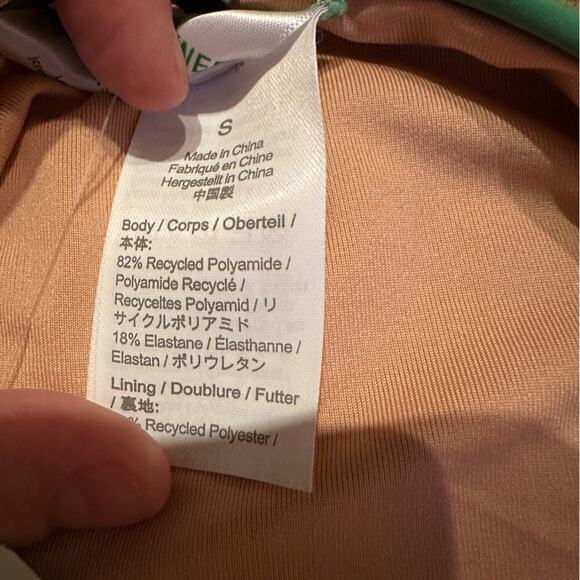 S
Made in China
Fabriqué en Chine
Hergestellt in China
中国製
Body / Corps / Oberteil /
本体:
82% Recycled Polyamide /
Polyamide Recyclé /
Recyceltes Polyamid / リ
サイクルポリアミド
18% Elastane / Élasthanne /
Elastan / ポリウレタン
Lining / Doublure / Futter
/ 裏地:
% Recycled Polyester /